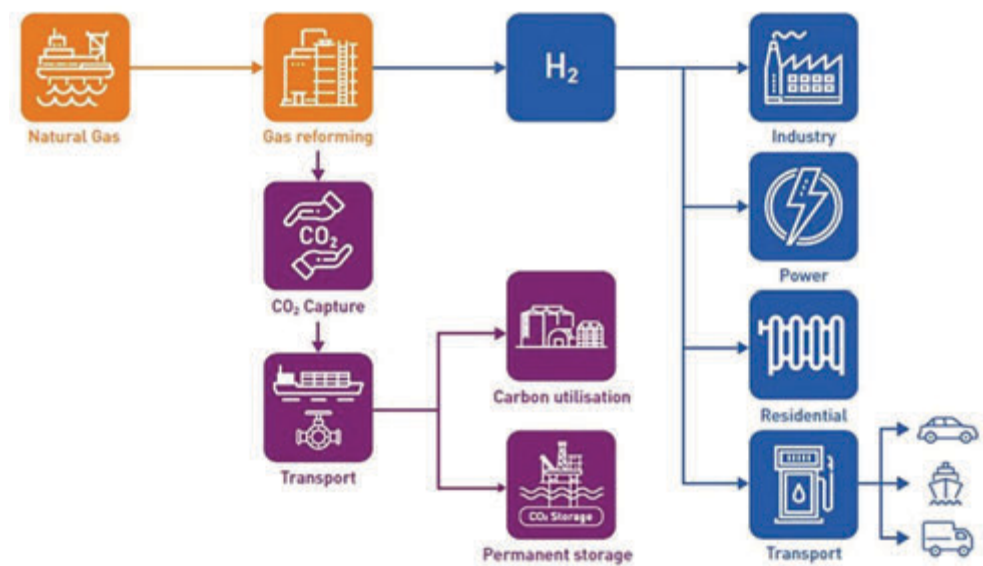 H₂
Natural Gas
Gas reforming
Industry
CO₂
CO₂ Capture
Power
Carbon utilisation
Residential
Transport
CO₂ Storage
Permanent storage
Transport